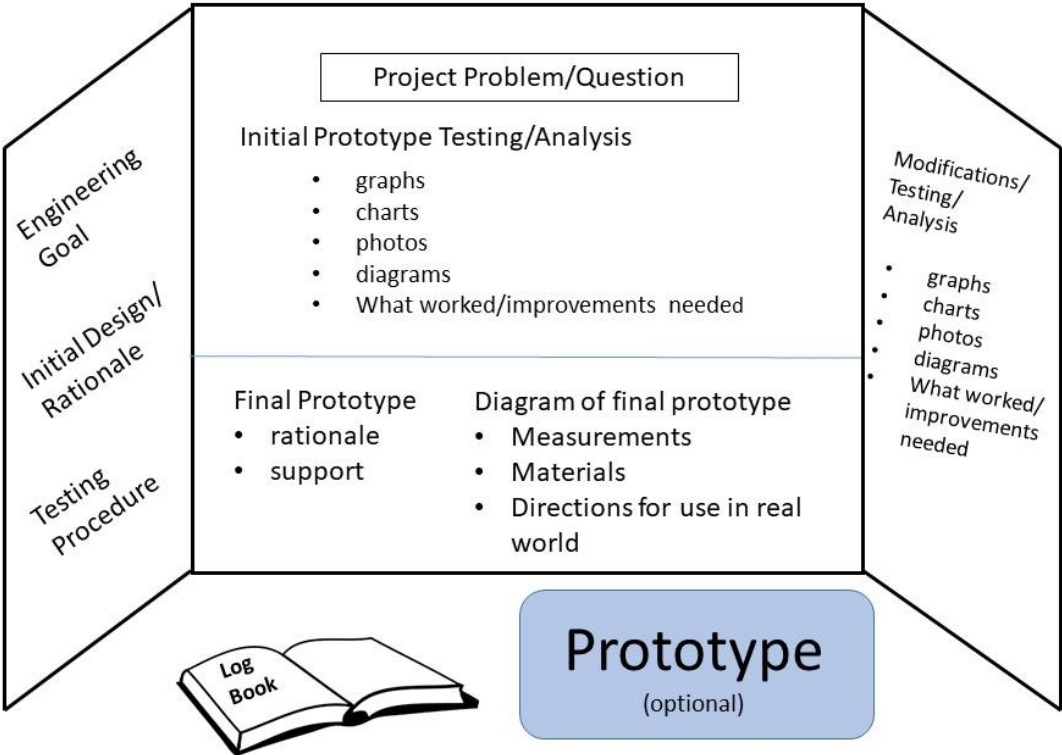 Engineering
Goal
Initial Design/
Rationale
Testing
Procedure
Project Problem/Question
Initial Prototype Testing/Analysis
• graphs
• charts
• photos
• diagrams
• What worked/improvements needed
Final Prototype
• rationale
• support
Diagram of final prototype
• Measurements
• Materials
• Directions for use in real
world
Modifications/
Testing/
Analysis
• graphs
• charts
• photos
• diagrams
• What worked/
improvements
needed
Log
Book
Prototype
(optional)